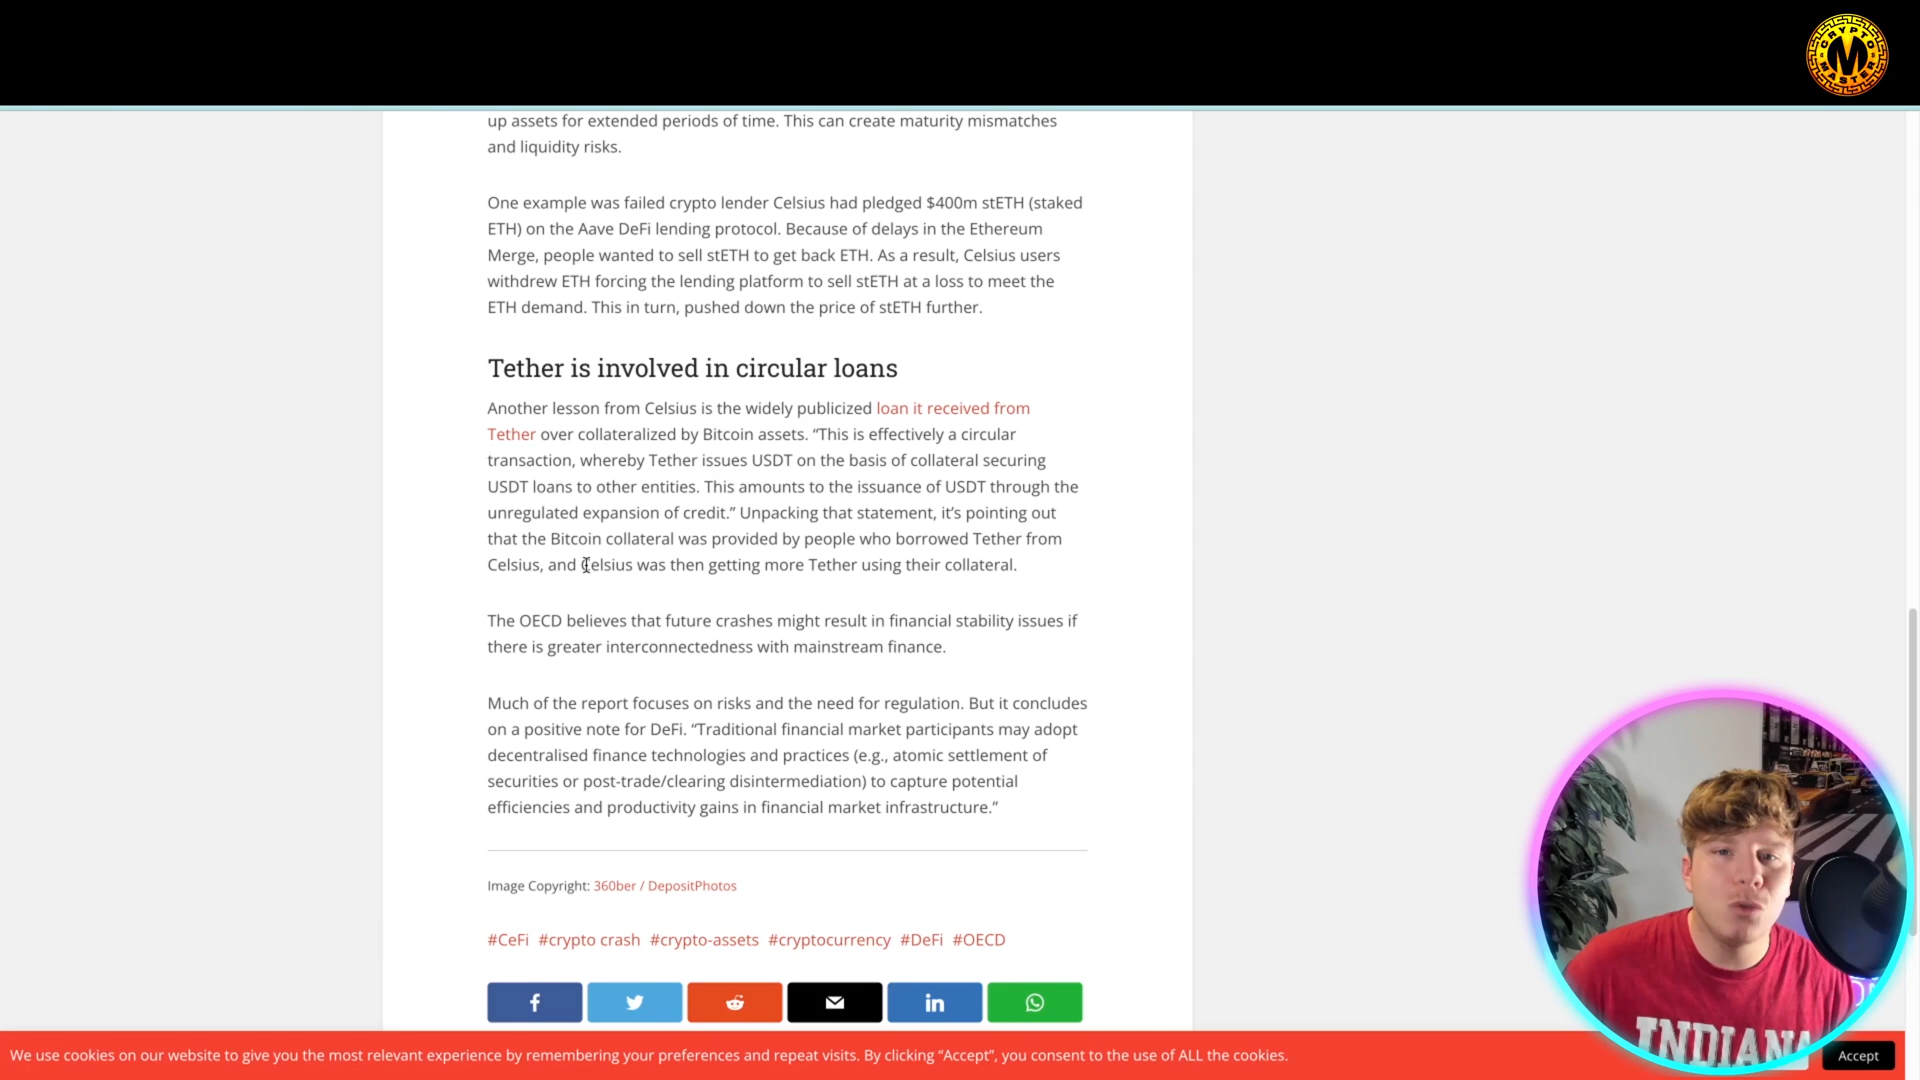 CRYPTO
M
MASTER
up assets for extended periods of time. This can create maturity mismatches
and liquidity risks.
One example was failed crypto lender Celsius had pledged $400m stETH (staked
ETH) on the Aave DeFi lending protocol. Because of delays in the Ethereum
Merge, people wanted to sell stETH to get back ETH. As a result, Celsius users
withdrew ETH forcing the lending platform to sell stETH at a loss to meet the
ETH demand. This in turn, pushed down the price of stETH further.
Tether is involved in circular loans
Another lesson from Celsius is the widely publicized loan it received from
Tether over collateralized by Bitcoin assets. “This is effectively a circular
transaction, whereby Tether issues USDT on the basis of collateral securing
USDT loans to other entities. This amounts to the issuance of USDT through the
unregulated expansion of credit.” Unpacking that statement, it’s pointing out
that the Bitcoin collateral was provided by people who borrowed Tether from
Celsius, and Celsius was then getting more Tether using their collateral.
The OECD believes that future crashes might result in financial stability issues if
there is greater interconnectedness with mainstream finance.
Much of the report focuses on risks and the need for regulation. But it concludes
on a positive note for DeFi. “Traditional financial market participants may adopt
decentralised finance technologies and practices (e.g., atomic settlement of
securities or post-trade/clearing disintermediation) to capture potential
efficiencies and productivity gains in financial market infrastructure.”
Image Copyright: 360ber / DepositPhotos
#CeFi #crypto crash #crypto-assets #cryptocurrency #DeFi #OECD
We use cookies on our website to give you the most relevant experience by remembering your preferences and repeat visits. By clicking “Accept”, you consent to the use of ALL the cookies.
Accept
INDIANA